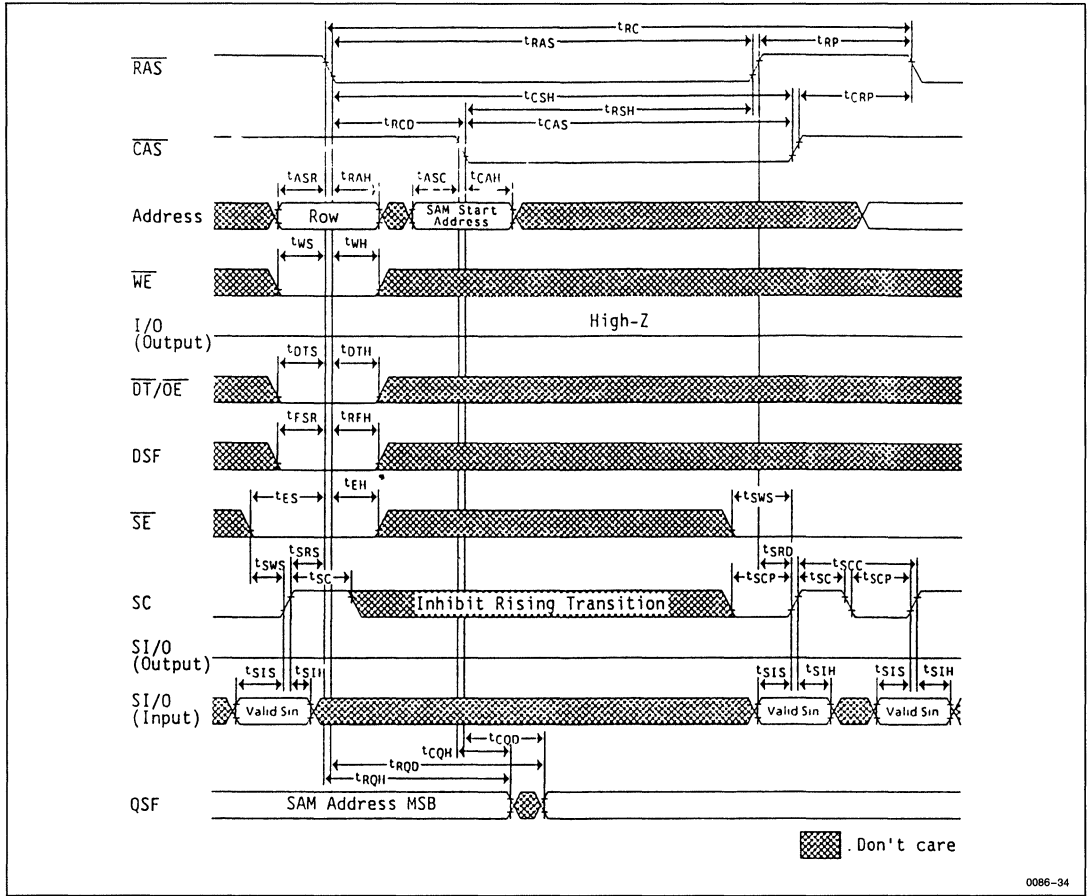 tRC
tRAS
tRP
RAS
tCSH
tCRP
tRSH
tRCD
tCAS
CAS
tASR
tRAH
tASC
tCAH
Address
Row
SAM Start
Address
tWS
tWH
WE
I/O
(Output)
High-Z
tDTS
tDTH
DT/OE
tFSR
tRFH
DSF
tES
tEH
tSWS
SE
tSRS
tSRD
tSCC
tSWS
tSC
tSCP
tSC
tSCP
SC
Inhibit Rising Transition
SI/O
(Output)
tSIS
tSIH
tSIS
tSIH
tSIS
tSIH
SI/O
(Input)
Valid Sin
Valid Sin
Valid Sin
tCQD
tCQH
tRQD
tRQH
QSF
SAM Address MSB
. Don't care
0086-34